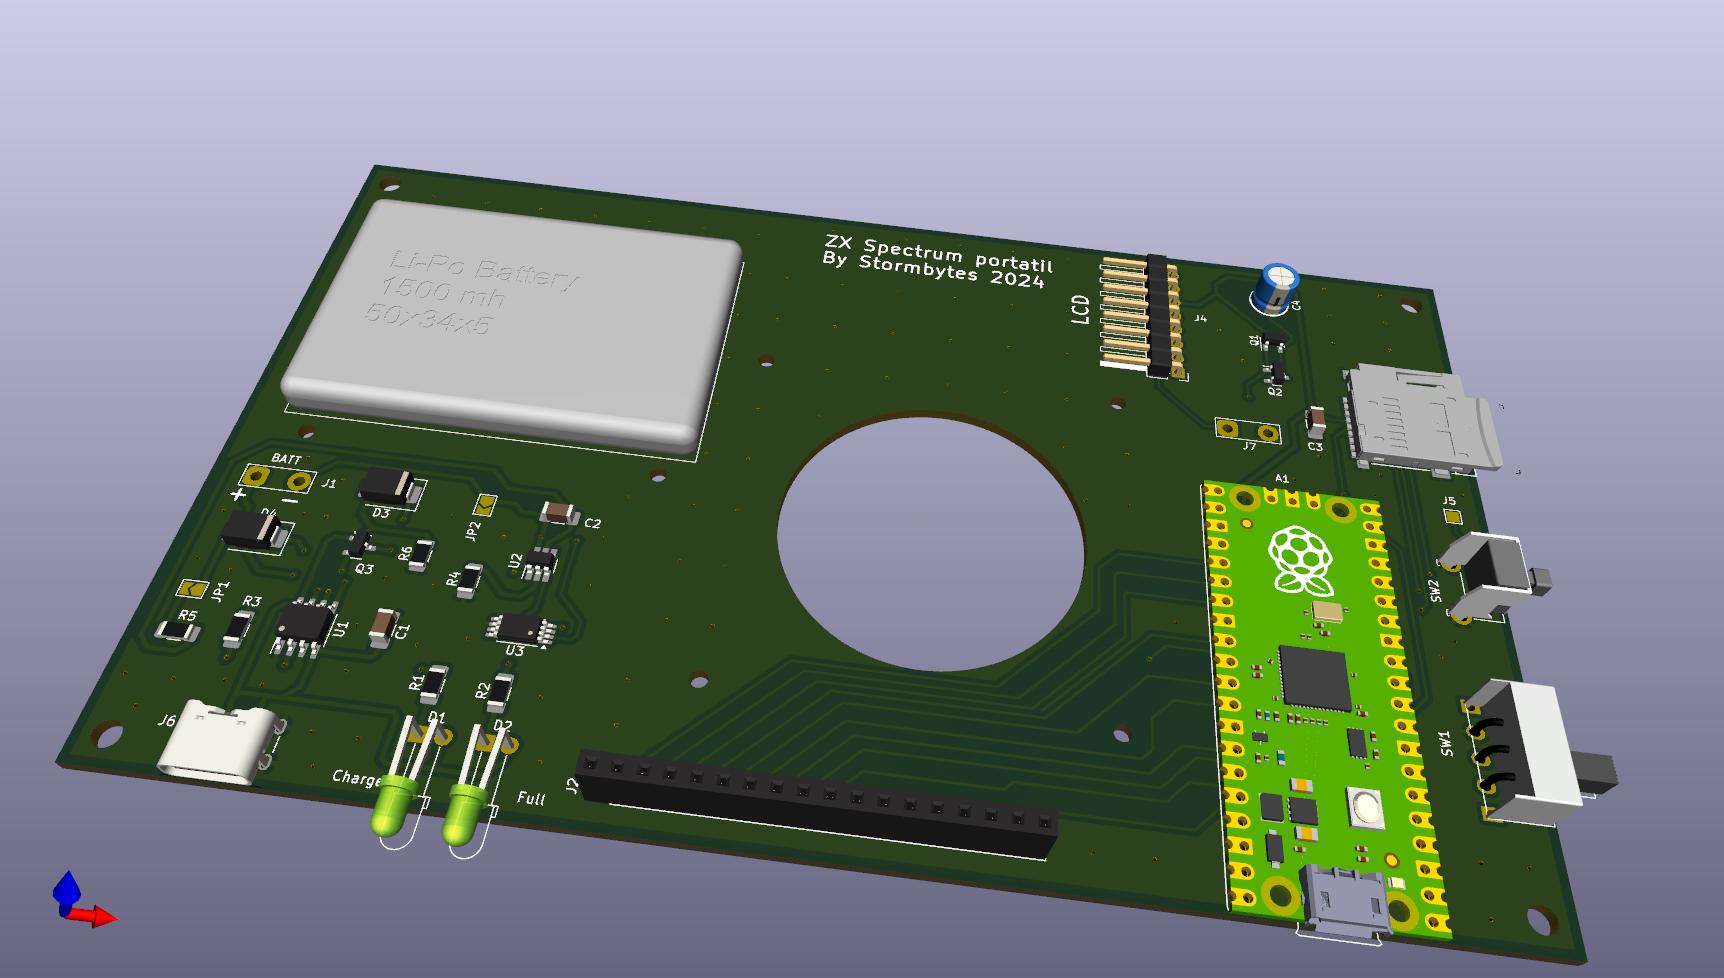 ZX Spectrum portatil
By Stormbytes 2024
Li-Po Battery
1500 mh
50x34x5
LCD
J4
C4
Q1
Q2
J7
C3
A1
J5
SW2
SW1
BATT
J1
+
-
D4
D3
JP2
C2
Q3
R6
R4
U2
JP1
R5
R3
U1
C1
U3
R1
R2
D1
D2
J6
Charge
Full
J2